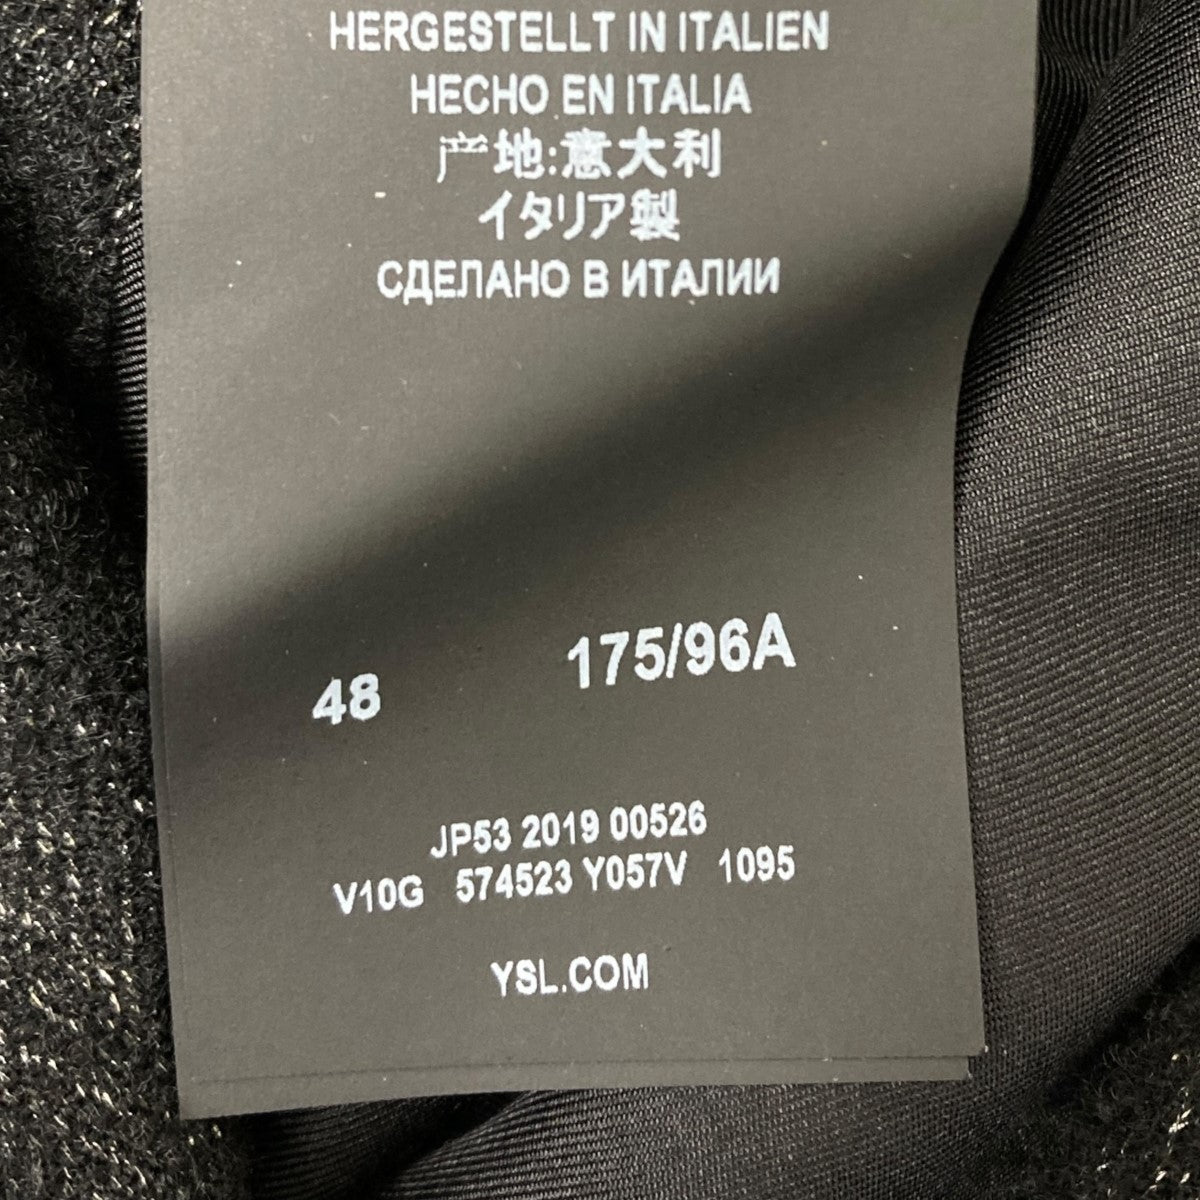 HERGESTELLT IN ITALIEN
HECHO EN ITALIA
产地:意大利
イタリア製
СДЕЛАНО В ИТАЛИИ
48 175/96A
JP53 2019 00526
V10G 574523 Y057V 1095
YSL.COM